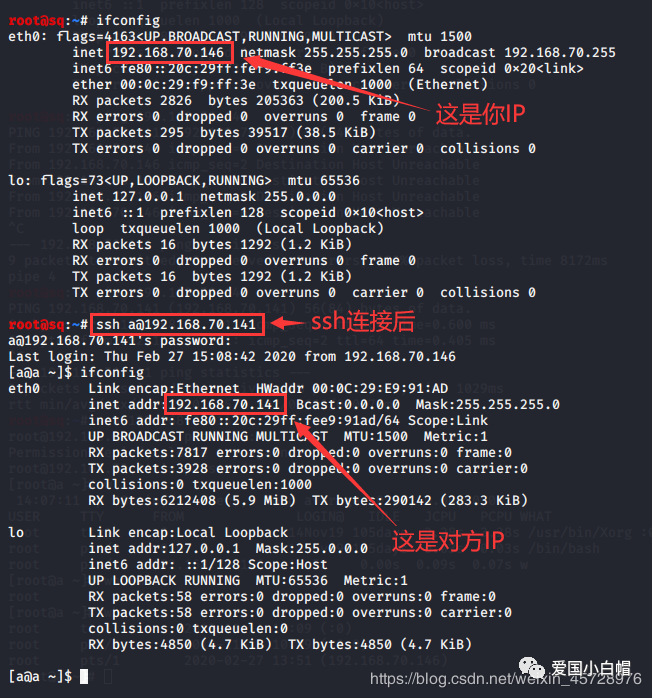 root@sq:~# ifconfig
eth0: flags=4163<UP,BROADCAST,RUNNING,MULTICAST>  mtu 1500
inet 192.168.70.146  netmask 255.255.255.0  broadcast 192.168.70.255
inet6 fe80::20c:29ff:fef9:ff3e  prefixlen 64  scopeid 0×20<link>
ether 00:0c:29:f9:ff:3e  txqueuelen 1000  (Ethernet)
RX packets 2826  bytes 205363 (200.5 KiB)
RX errors 0  dropped 0  overruns 0  frame 0
这是你IP
TX packets 295  bytes 39517 (38.5 KiB)
TX errors 0  dropped 0 overruns 0  carrier 0  collisions 0
lo: flags=73<UP,LOOPBACK,RUNNING>  mtu 65536
inet 127.0.0.1  netmask 255.0.0.0
inet6 ::1  prefixlen 128  scopeid 0×10<host>
loop  txqueuelen 1000  (Local Loopback)
RX packets 16  bytes 1292 (1.2 KiB)
RX errors 0  dropped 0  overruns 0  frame 0
TX packets 16  bytes 1292 (1.2 KiB)
TX errors 0  dropped 0 overruns 0  carrier 0  collisions 0
root@sq:~# ssh a@192.168.70.141
ssh连接后
a@192.168.70.141's password:
Last login: Thu Feb 27 15:08:42 2020 from 192.168.70.146
[a@a ~]$ ifconfig
eth0      Link encap:Ethernet  HWaddr 00:0C:29:E9:91:AD
inet addr:192.168.70.141  Bcast:0.0.0.0  Mask:255.255.255.0
inet6 addr: fe80::20c:29ff:fee9:91ad/64 Scope:Link
UP BROADCAST RUNNING MULTICAST  MTU:1500  Metric:1
RX packets:7817 errors:0 dropped:0 overruns:0 frame:0
TX packets:3928 errors:0 dropped:0 overruns:0 carrier:0
collisions:0 txqueuelen:1000
RX bytes:6212408 (5.9 MiB)  TX bytes:290142 (283.3 KiB)
lo        Link encap:Local Loopback
这是对方IP
inet addr:127.0.0.1  Mask:255.0.0.0
inet6 addr: ::1/128 Scope:Host
UP LOOPBACK RUNNING  MTU:65536  Metric:1
RX packets:58 errors:0 dropped:0 overruns:0 frame:0
TX packets:58 errors:0 dropped:0 overruns:0 carrier:0
collisions:0 txqueuelen:0
RX bytes:4850 (4.7 KiB)  TX bytes:4850 (4.7 KiB)
爱国小白帽
[a@a ~]$
https://blog.csdn.net/weixin_45728976